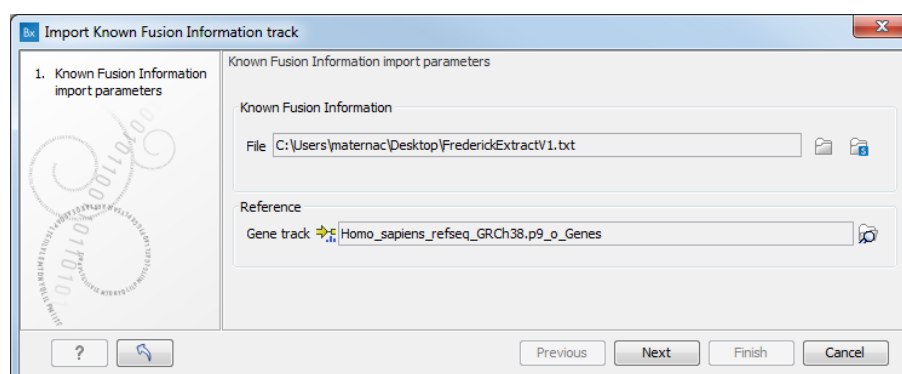 Bx Import Known Fusion Information track
1. Known Fusion Information
import parameters
Known Fusion Information import parameters
Known Fusion Information
File C:\Users\maternac\Desktop\FrederickExtractV1.txt
Reference
Gene track Homo_sapiens_refseq_GRCh38.p9_o_Genes
? Previous Next Finish Cancel